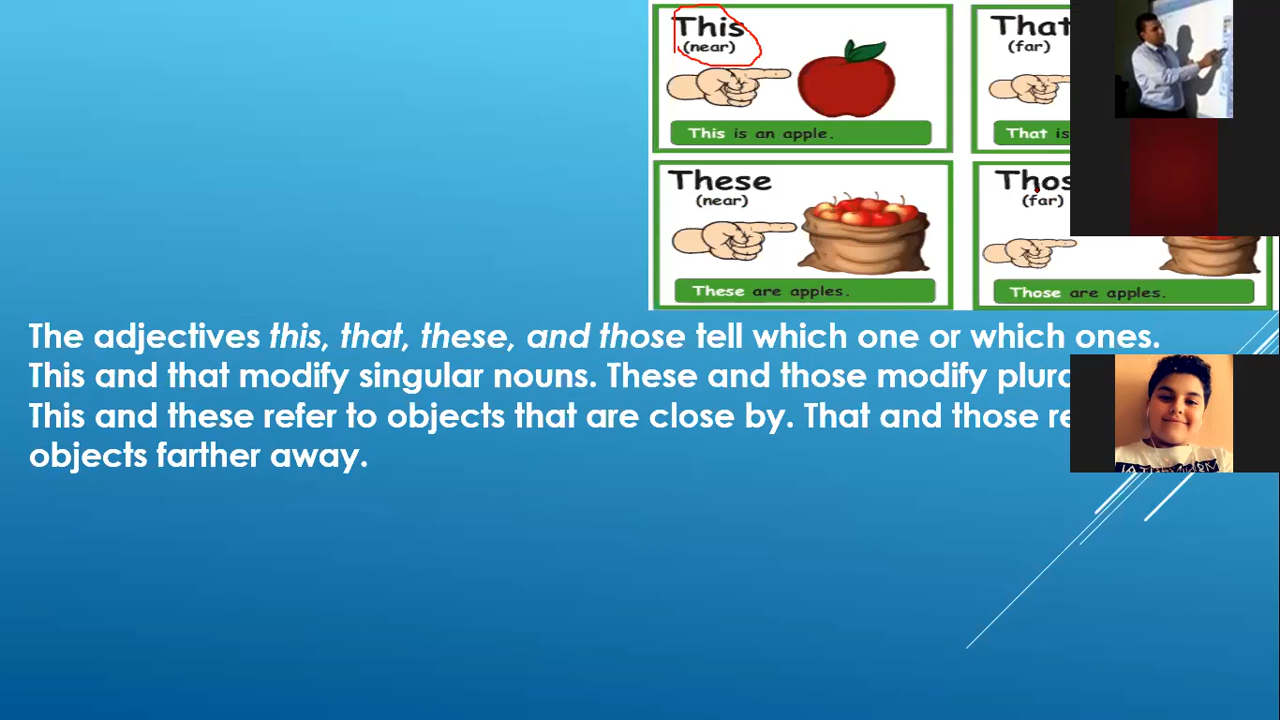 This
(near)
This is an apple.
That
(far)
That is
These
(near)
These are apples.
(far)
Those are apples.
The adjectives this, that, these, and those tell which one or which ones.
This and that modify singular nouns. These and those modify
This and these refer to objects that are close by. That and those
objects farther away.